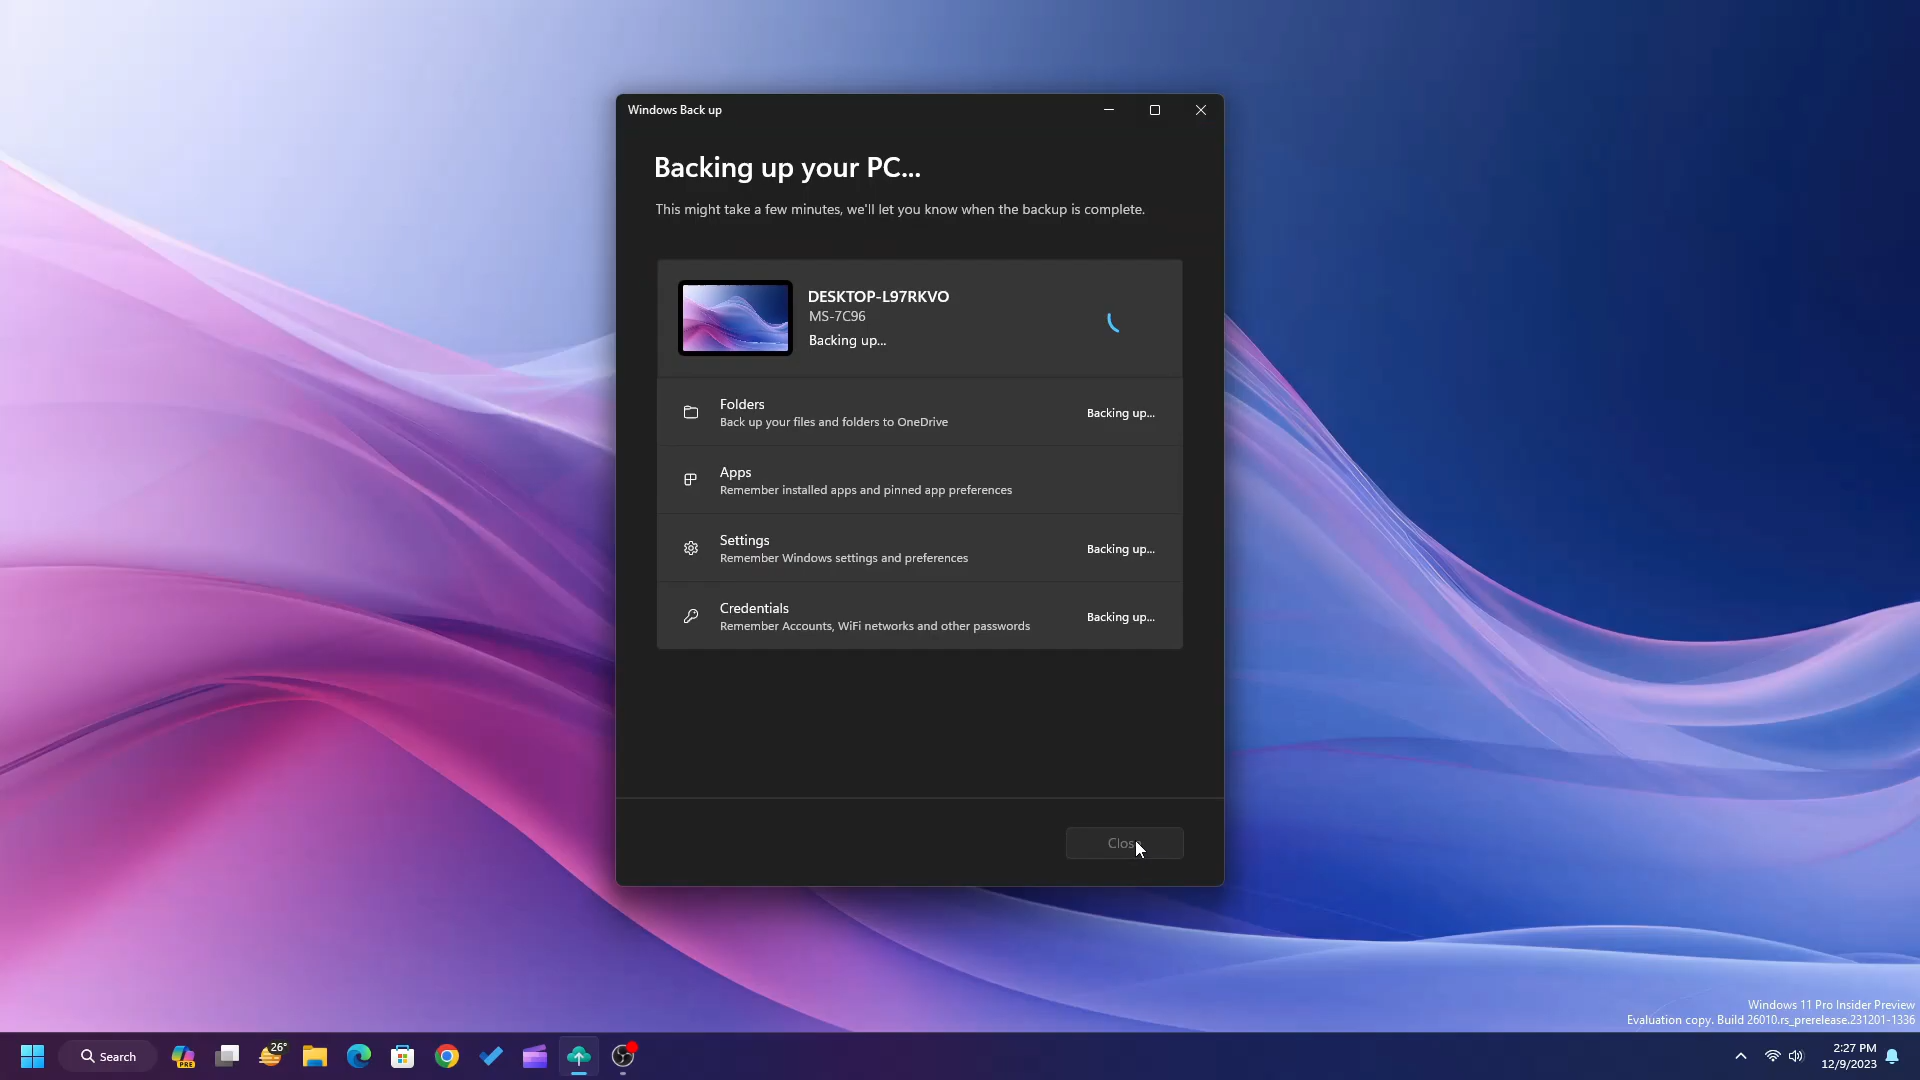 Windows Back up
Backing up your PC...
This might take a few minutes, we'll let you know when the backup is complete.
DESKTOP-L97RKVO
MS-7C96
Backing up...
Folders
Back up your files and folders to OneDrive
Backing up...
Apps
Remember installed apps and pinned app preferences
Settings
Remember Windows settings and preferences
Backing up...
Credentials
Remember Accounts, WiFi networks and other passwords
Backing up...
Close
Windows 11 Pro Insider Preview
Evaluation copy. Build 26010.rs_prerelease.231201-1336
Search
PRE
26°
2:27 PM
12/9/2023